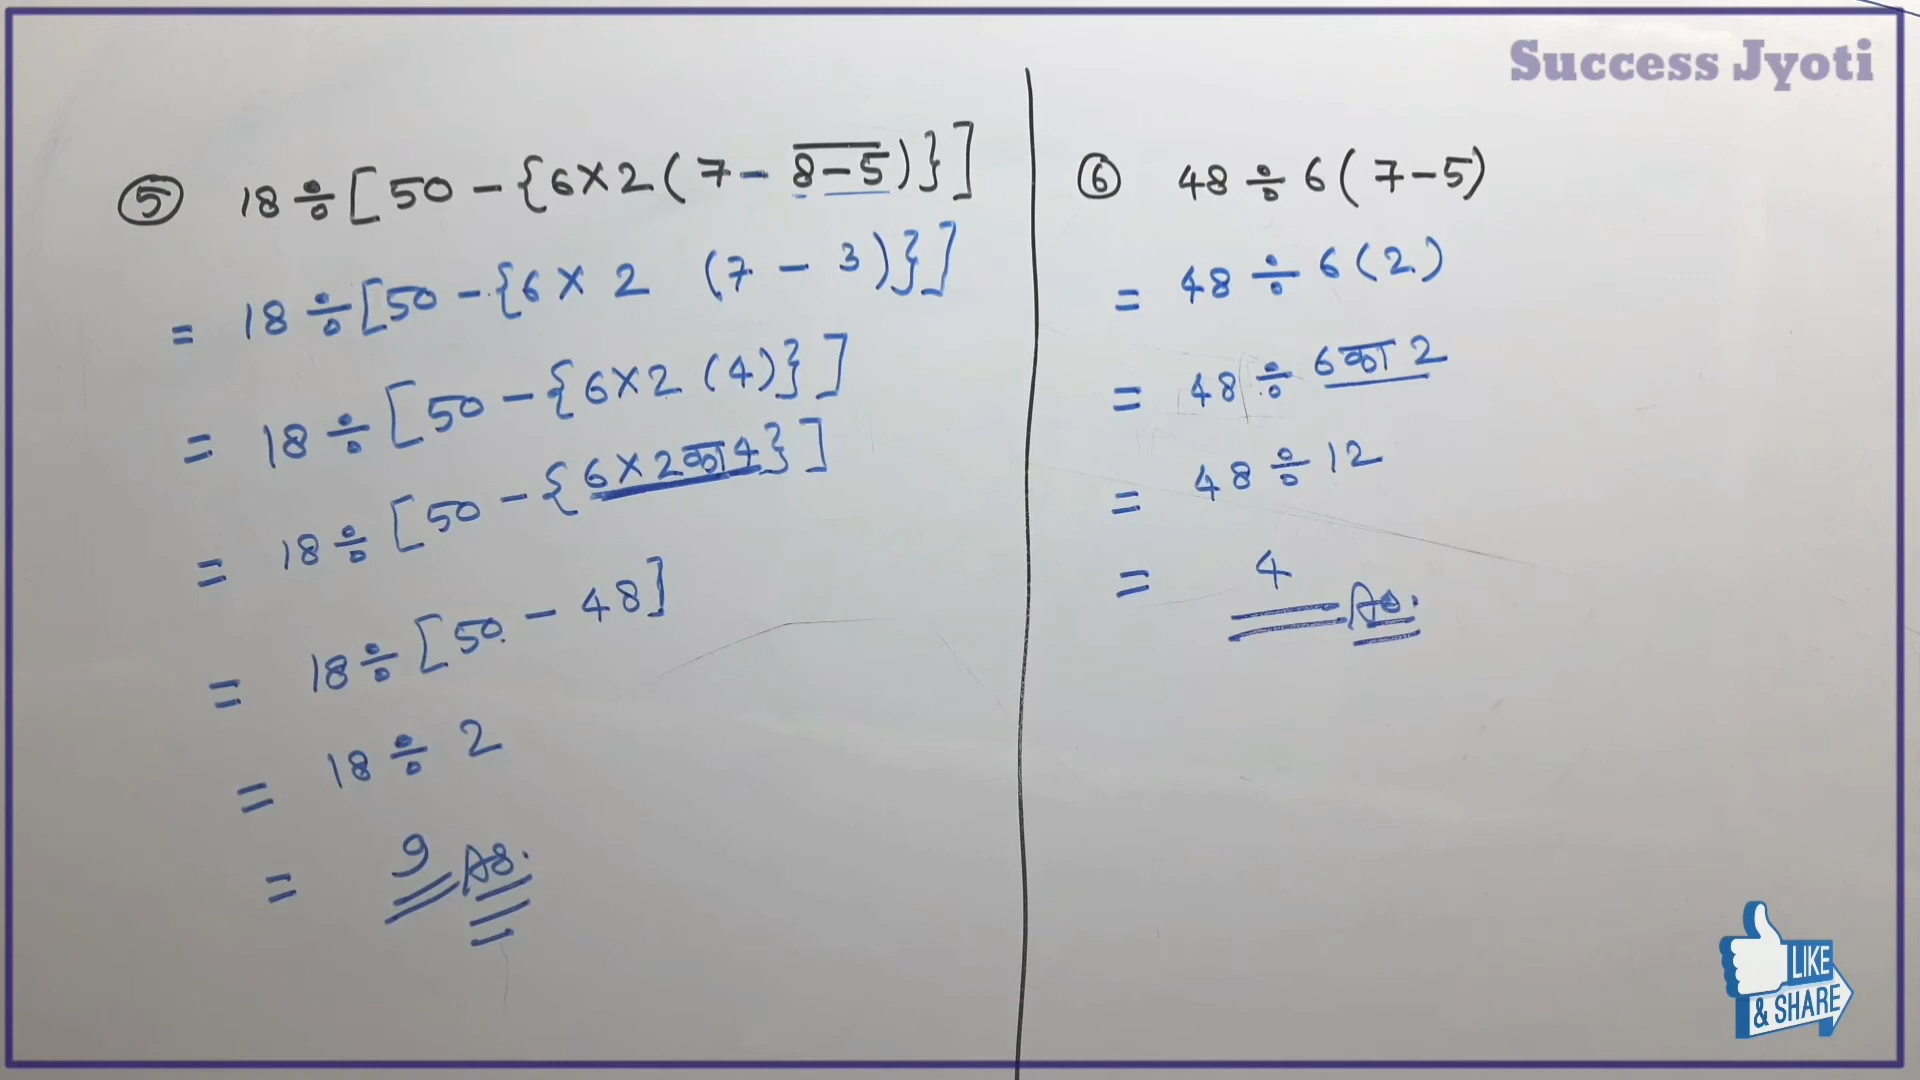 Success Jyoti
⑤ 18÷[50-{6×2(7-8̅-̅5̅)}]
= 18÷[50-{6×2 (7-3)}]
= 18÷[50-{6×2(4)}]
= 18÷[50-{6×2का4}]
= 18÷[50-48]
= 18÷2
= 9 As.
⑥ 48÷6(7-5)
= 48÷6(2)
= 48÷6का2
= 48÷12
= 4 As.
LIKE
& SHARE